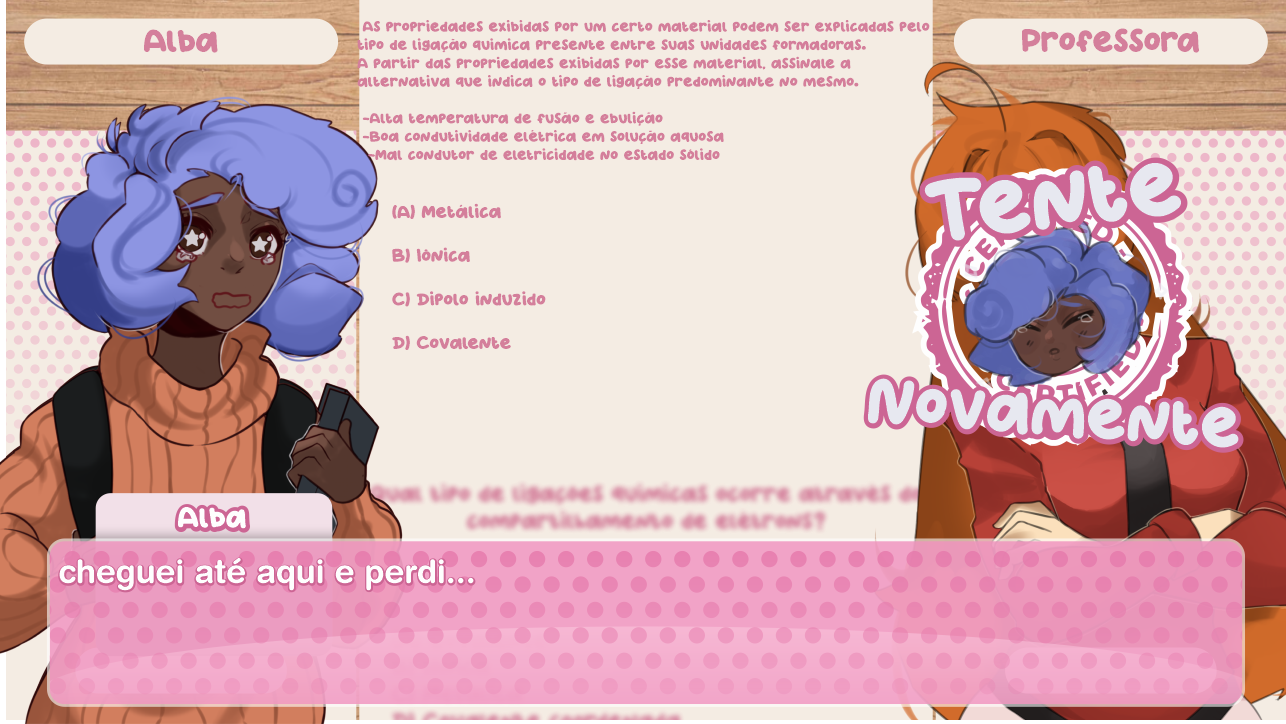 Alba
Professora
As propriedades exibidas por um certo material podem ser explicadas pelo
tipo de ligação química presente entre suas unidades formadoras.
A partir das propriedades exibidas por esse material, assinale a
alternativa que indica o tipo de ligação predominante no mesmo.
-Alta temperatura de fusão e ebulição
-Boa condutividade elétrica em solução aquosa
-Mal condutor de eletricidade no estado sólido
(A) Metálica
B) Iônica
C) Dipolo induzido
D) Covalente
Tente
CERTIFIED
Novamente
Qual tipo de ligações químicas ocorre através do
compartilhamento de elétrons?
Alba
cheguei até aqui e perdi...
D) Covalente coordenada